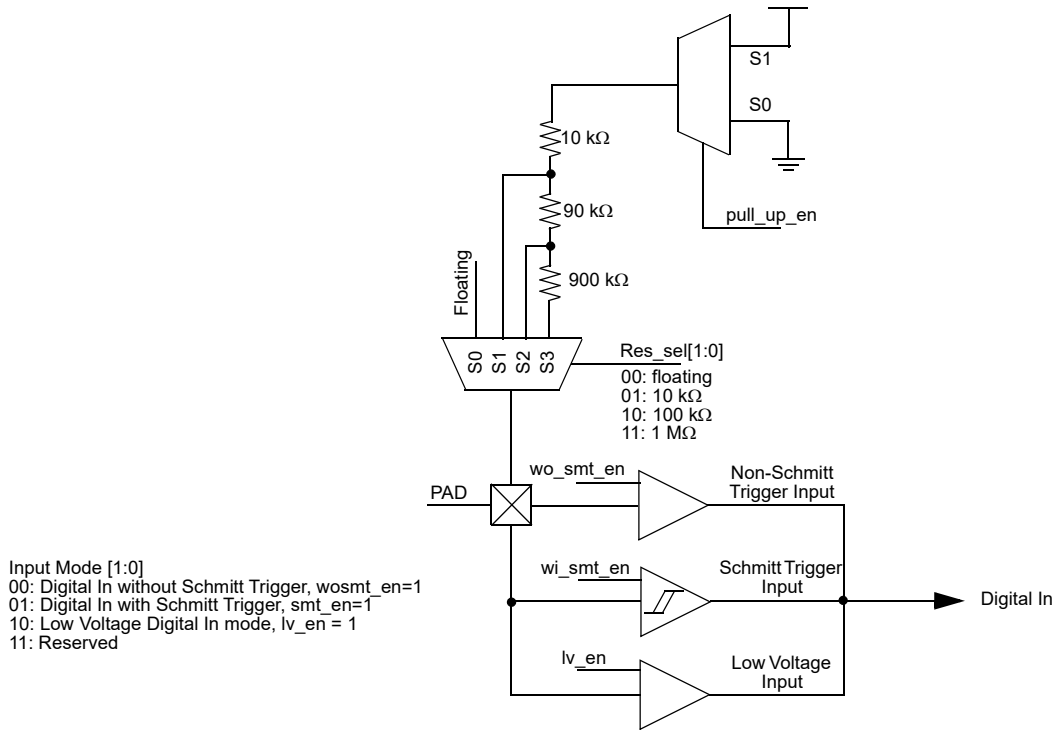 S1
S0
10 kΩ
90 kΩ
pull_up_en
900 kΩ
Floating
S0
S1
S2
S3
Res_sel[1:0]
00: floating
01: 10 kΩ
10: 100 kΩ
11: 1 MΩ
wo_smt_en
Non-Schmitt
Trigger Input
PAD
Input Mode [1:0]
00: Digital In without Schmitt Trigger, wosmt_en=1
01: Digital In with Schmitt Trigger, smt_en=1
10: Low Voltage Digital In mode, lv_en = 1
11: Reserved
wi_smt_en
Schmitt Trigger
Input
Digital In
lv_en
Low Voltage
Input